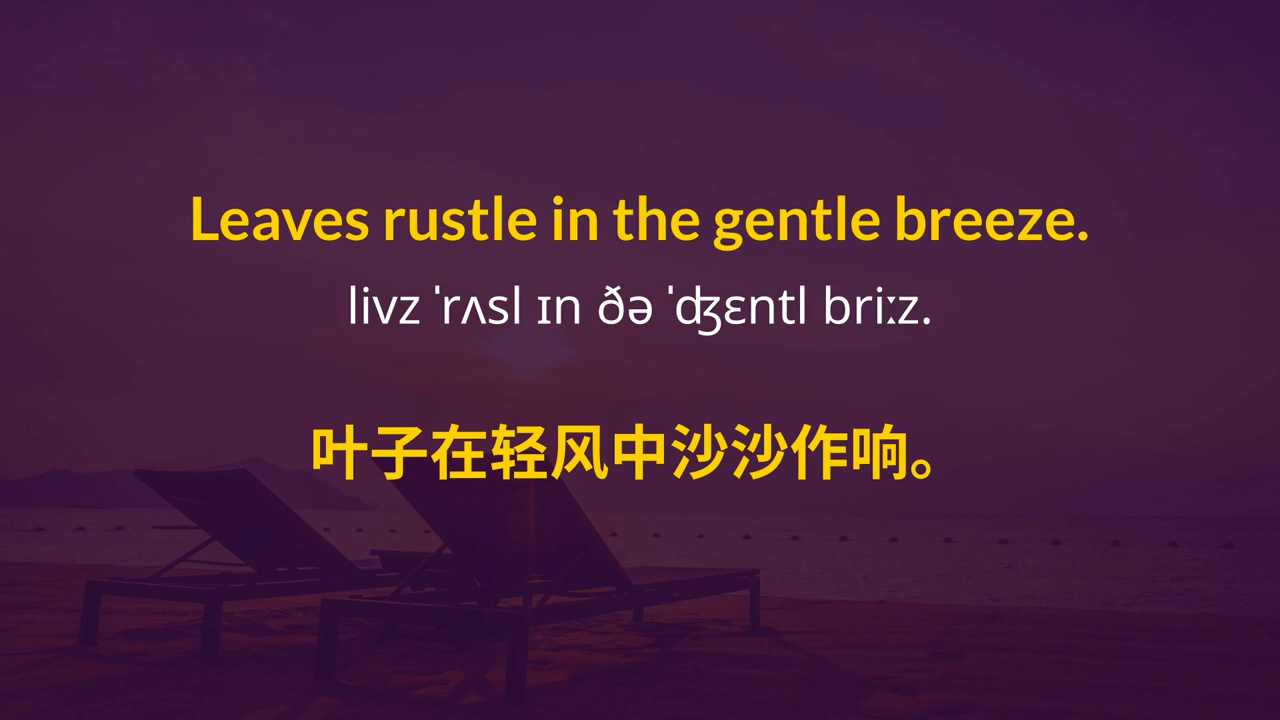 Leaves rustle in the gentle breeze.
livz ˈrʌsl ɪn ðə ˈʤɛntl briːz.
叶子在轻风中沙沙作响。